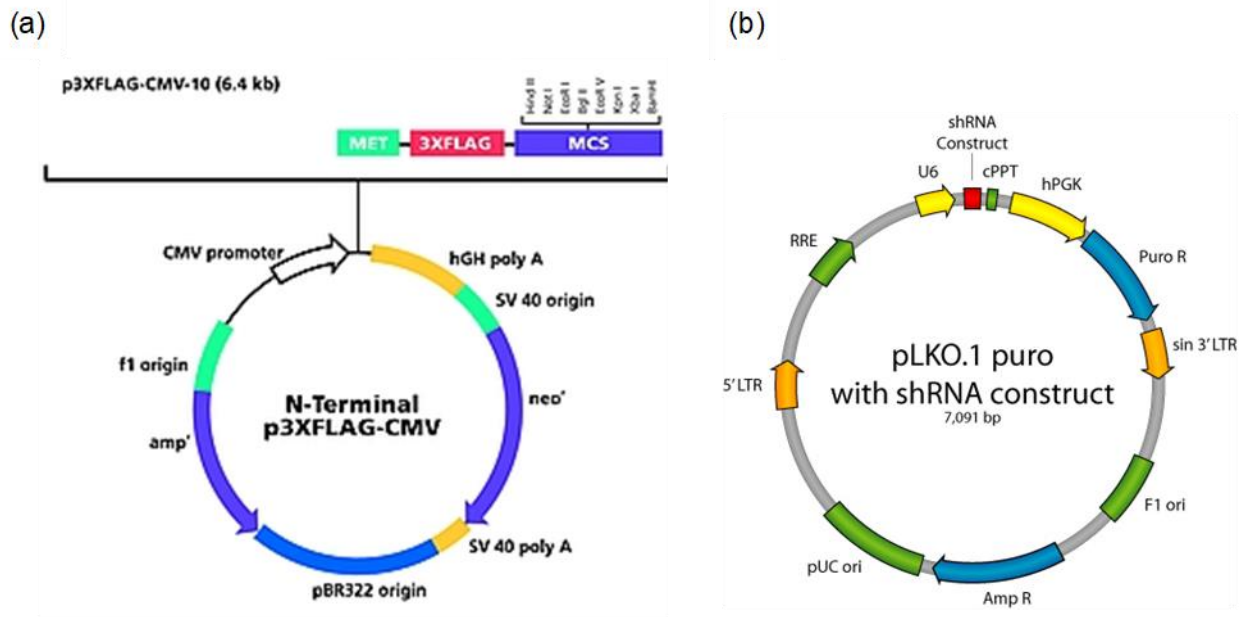 (a)
p3XFLAG-CMV-10 (6.4 kb)
Hind III
Not I
EcoR I
Bgl II
EcoR V
Kpn I
Xba I
BamHI
MET
3XFLAG
MCS
CMV promoter
hGH poly A
SV 40 origin
f1 origin
N-Terminal
p3XFLAG-CMV
neoʳ
ampʳ
SV 40 poly A
pBR322 origin
(b)
shRNA
Construct
U6
cPPT
hPGK
RRE
Puro R
pLKO.1 puro
with shRNA construct
7,091 bp
sin 3' LTR
5' LTR
F1 ori
pUC ori
Amp R